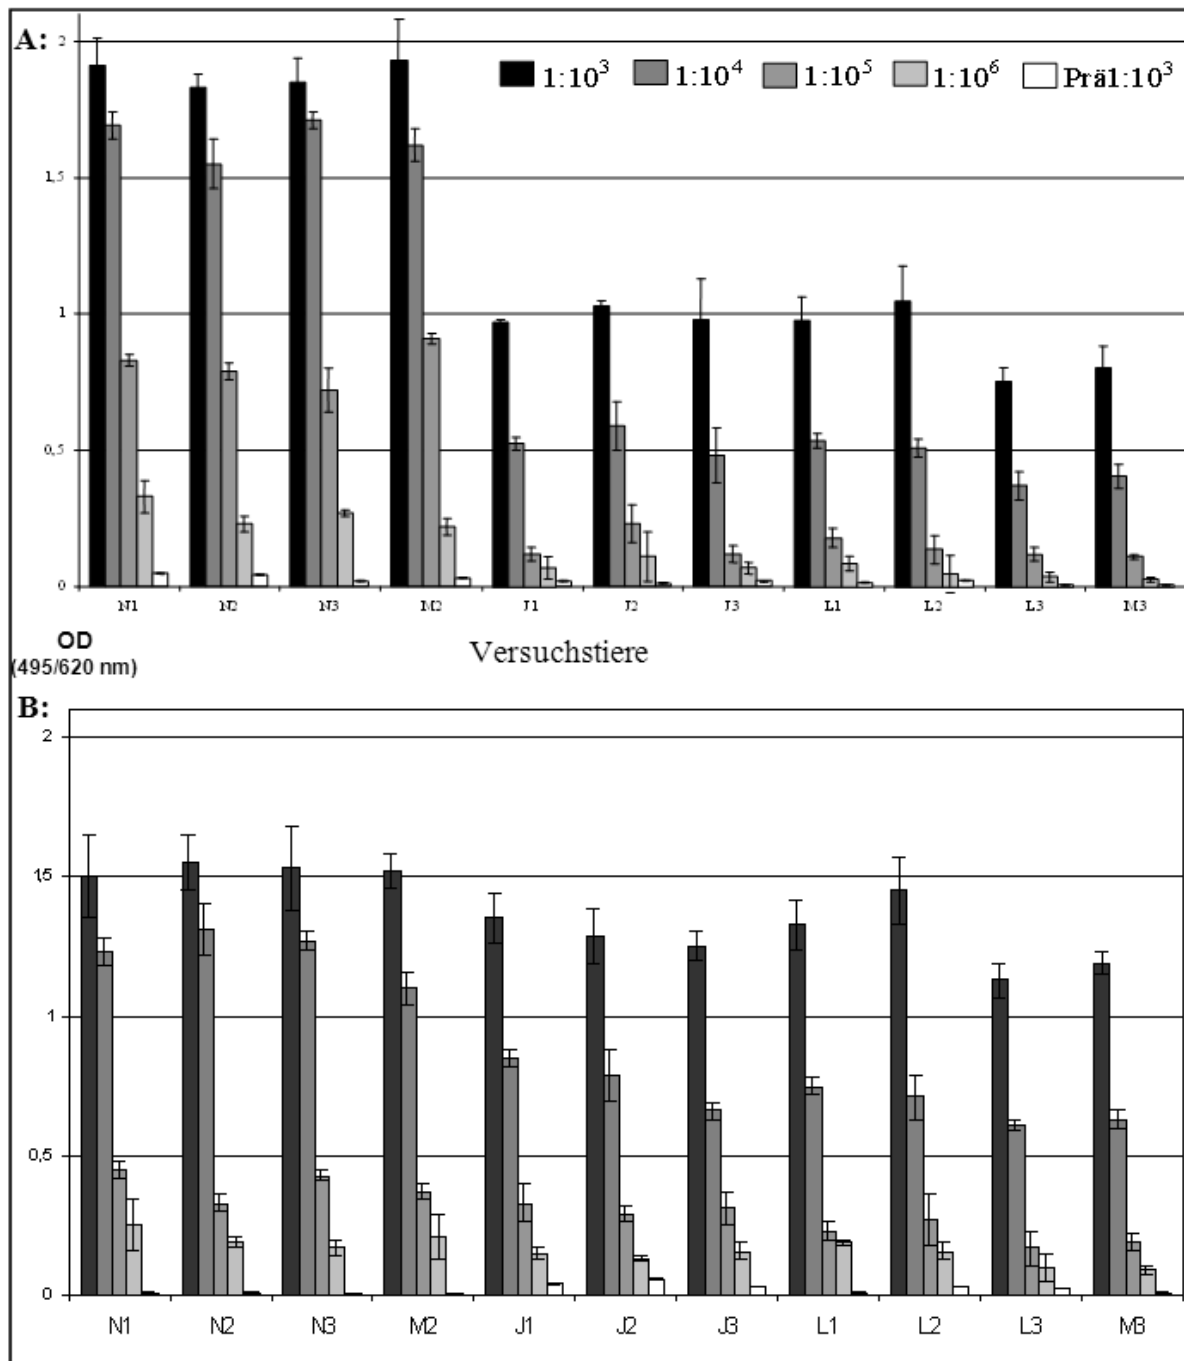 A:
1:10³ 1:10⁴ 1:10⁵ 1:10⁶ Prä1:10³
2
1,5
1
0,5
0
N1 N2 N3 M2 J1 J2 J3 L1 L2 L3 M3
OD
(495/620 nm)
Versuchstiere
B:
2
1,5
1
0,5
0
N1 N2 N3 M2 J1 J2 J3 L1 L2 L3 M3